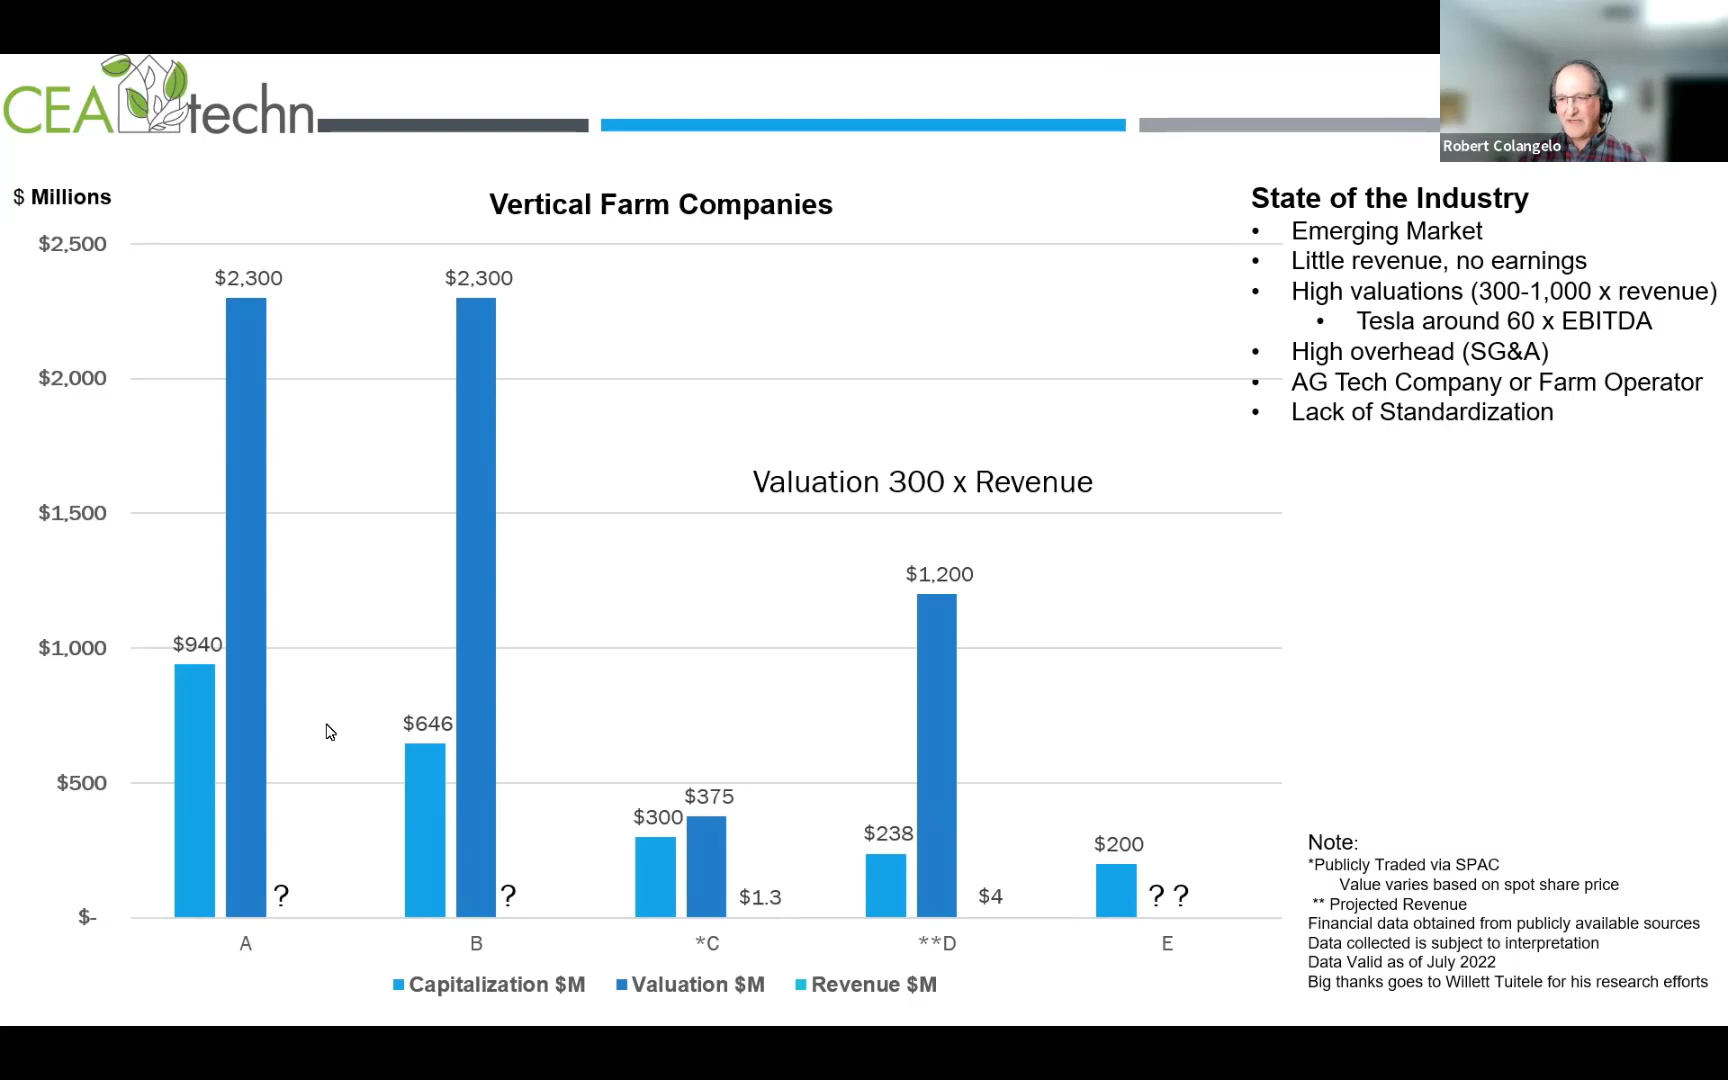 CEA techn
Robert Colangelo
$ Millions
Vertical Farm Companies
$2,500
$2,000
$1,500
$1,000
$500
$-
$940
$2,300
?
$646
$2,300
?
$300
$375
$1.3
$238
$1,200
$4
$200
? ?
Valuation 300 x Revenue
A
B
*C
**D
E
Capitalization $M
Valuation $M
Revenue $M
State of the Industry
• Emerging Market
• Little revenue, no earnings
• High valuations (300-1,000 x revenue)
• Tesla around 60 x EBITDA
• High overhead (SG&A)
• AG Tech Company or Farm Operator
• Lack of Standardization
Note:
*Publicly Traded via SPAC
Value varies based on spot share price
** Projected Revenue
Financial data obtained from publicly available sources
Data collected is subject to interpretation
Data Valid as of July 2022
Big thanks goes to Willett Tuitele for his research efforts